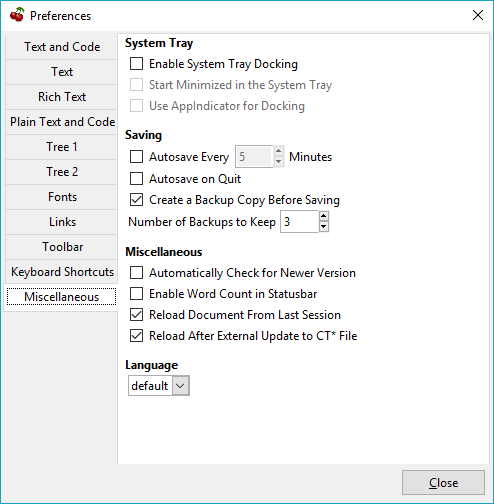 Preferences
Text and Code
Text
Rich Text
Plain Text and Code
Tree 1
Tree 2
Fonts
Links
Toolbar
Keyboard Shortcuts
Miscellaneous
System Tray
Enable System Tray Docking
Start Minimized in the System Tray
Use AppIndicator for Docking
Saving
Autosave Every 5 Minutes
Autosave on Quit
Create a Backup Copy Before Saving
Number of Backups to Keep 3
Miscellaneous
Automatically Check for Newer Version
Enable Word Count in Statusbar
Reload Document From Last Session
Reload After External Update to CT* File
Language
default
Close